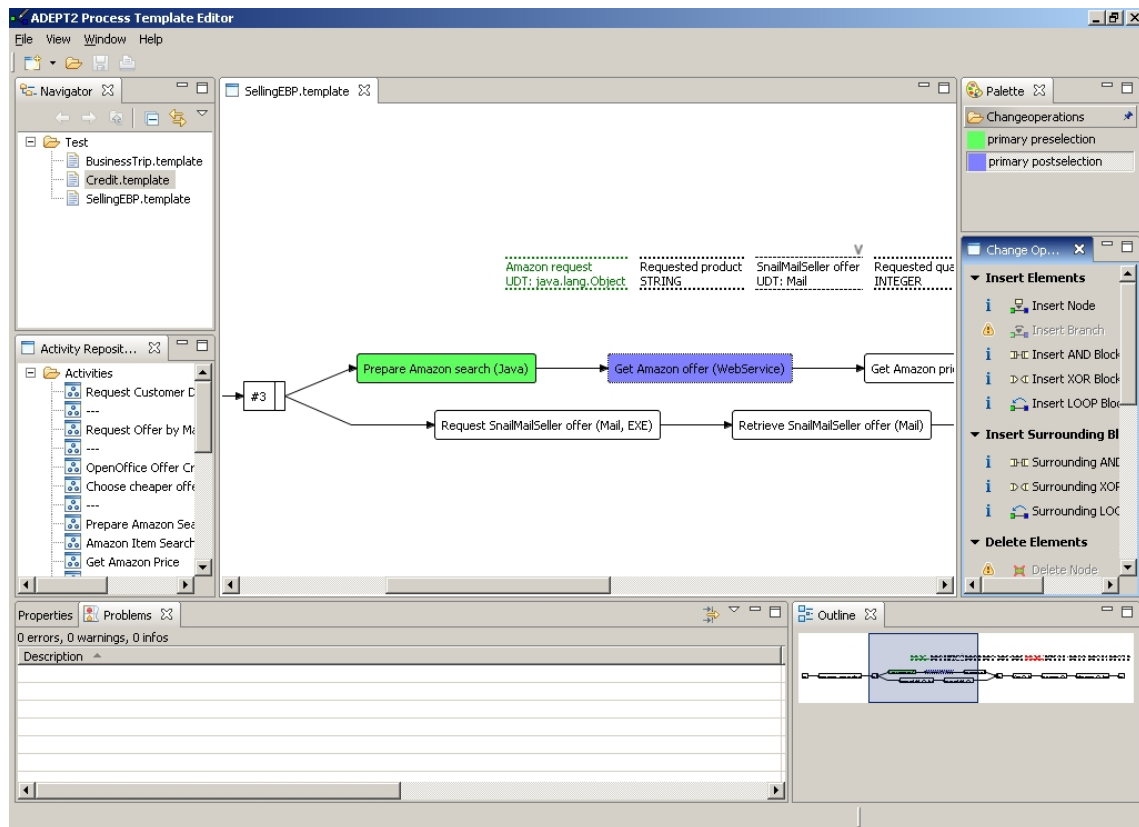 ADEPT2 Process Template Editor
File View Window Help
Navigator
Test
BusinessTrip.template
Credit.template
SellingEBP.template
Activity Reposit...
Activities
Request Customer D
---
Request Offer by Ma
---
OpenOffice Offer Cr
Choose cheaper offe
---
Prepare Amazon Sea
Amazon Item Search
Get Amazon Price
SellingEBP.template
Amazon request
UDT: java.lang.Object
Requested product
STRING
SnailMailSeller offer
UDT: Mail
Requested qua
INTEGER
#3
Prepare Amazon search (Java)
Get Amazon offer (WebService)
Get Amazon pri
Request SnailMailSeller offer (Mail, EXE)
Retrieve SnailMailSeller offer (Mail)
Palette
Changeoperations
primary preselection
primary postselection
Change Op...
Insert Elements
Insert Node
Insert Branch
Insert AND Block
Insert XOR Block
Insert LOOP Bloc
Insert Surrounding Bl
Surrounding AND
Surrounding XOR
Surrounding LOO
Delete Elements
Delete Node
Properties Problems
0 errors, 0 warnings, 0 infos
Description
Outline